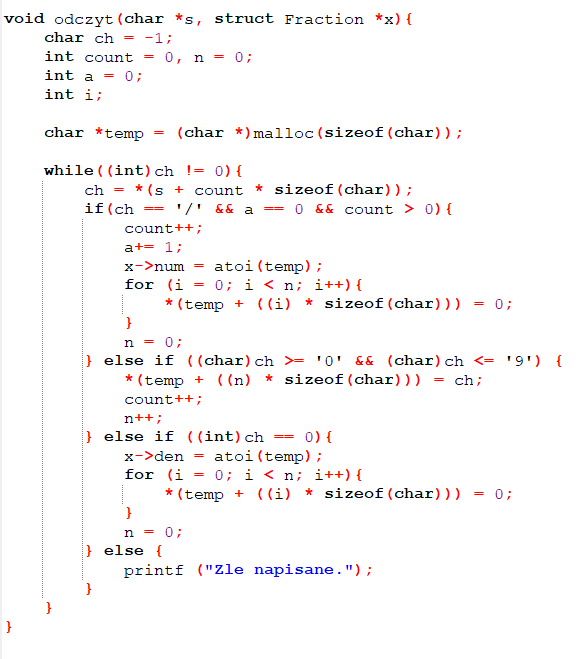 void odczyt(char *s, struct Fraction *x){
    char ch = -1;
    int count = 0, n = 0;
    int a = 0;
    int i;

    char *temp = (char *)malloc(sizeof(char));

    while((int)ch != 0){
        ch = *(s + count * sizeof(char));
        if(ch == '/' && a == 0 && count > 0){
            count++;
            a+= 1;
            x->num = atoi(temp);
            for (i = 0; i < n; i++){
                *(temp + ((i) * sizeof(char))) = 0;
            }
            n = 0;
        } else if ((char)ch >= '0' && (char)ch <= '9') {
            *(temp + ((n) * sizeof(char))) = ch;
            count++;
            n++;
        } else if ((int)ch == 0){
            x->den = atoi(temp);
            for (i = 0; i < n; i++){
                *(temp + ((i) * sizeof(char))) = 0;
            }
            n = 0;
        } else {
            printf ("Zle napisane.");
        }
    }
}